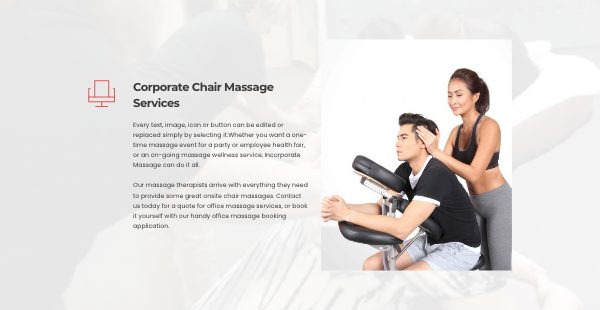 Corporate Chair Massage
Services
Every text, image, icon or button can be edited or
replaced simply by selecting it.Whether you want a one-
time massage event for a party or employee health fair,
or an on-going massage wellness service, Incorporate
Massage can do it all.
Our massage therapists arrive with everything they need
to provide some great onsite chair massages. Contact
us today for a quote for office massage services, or book
it yourself with our handy office massage booking
application.